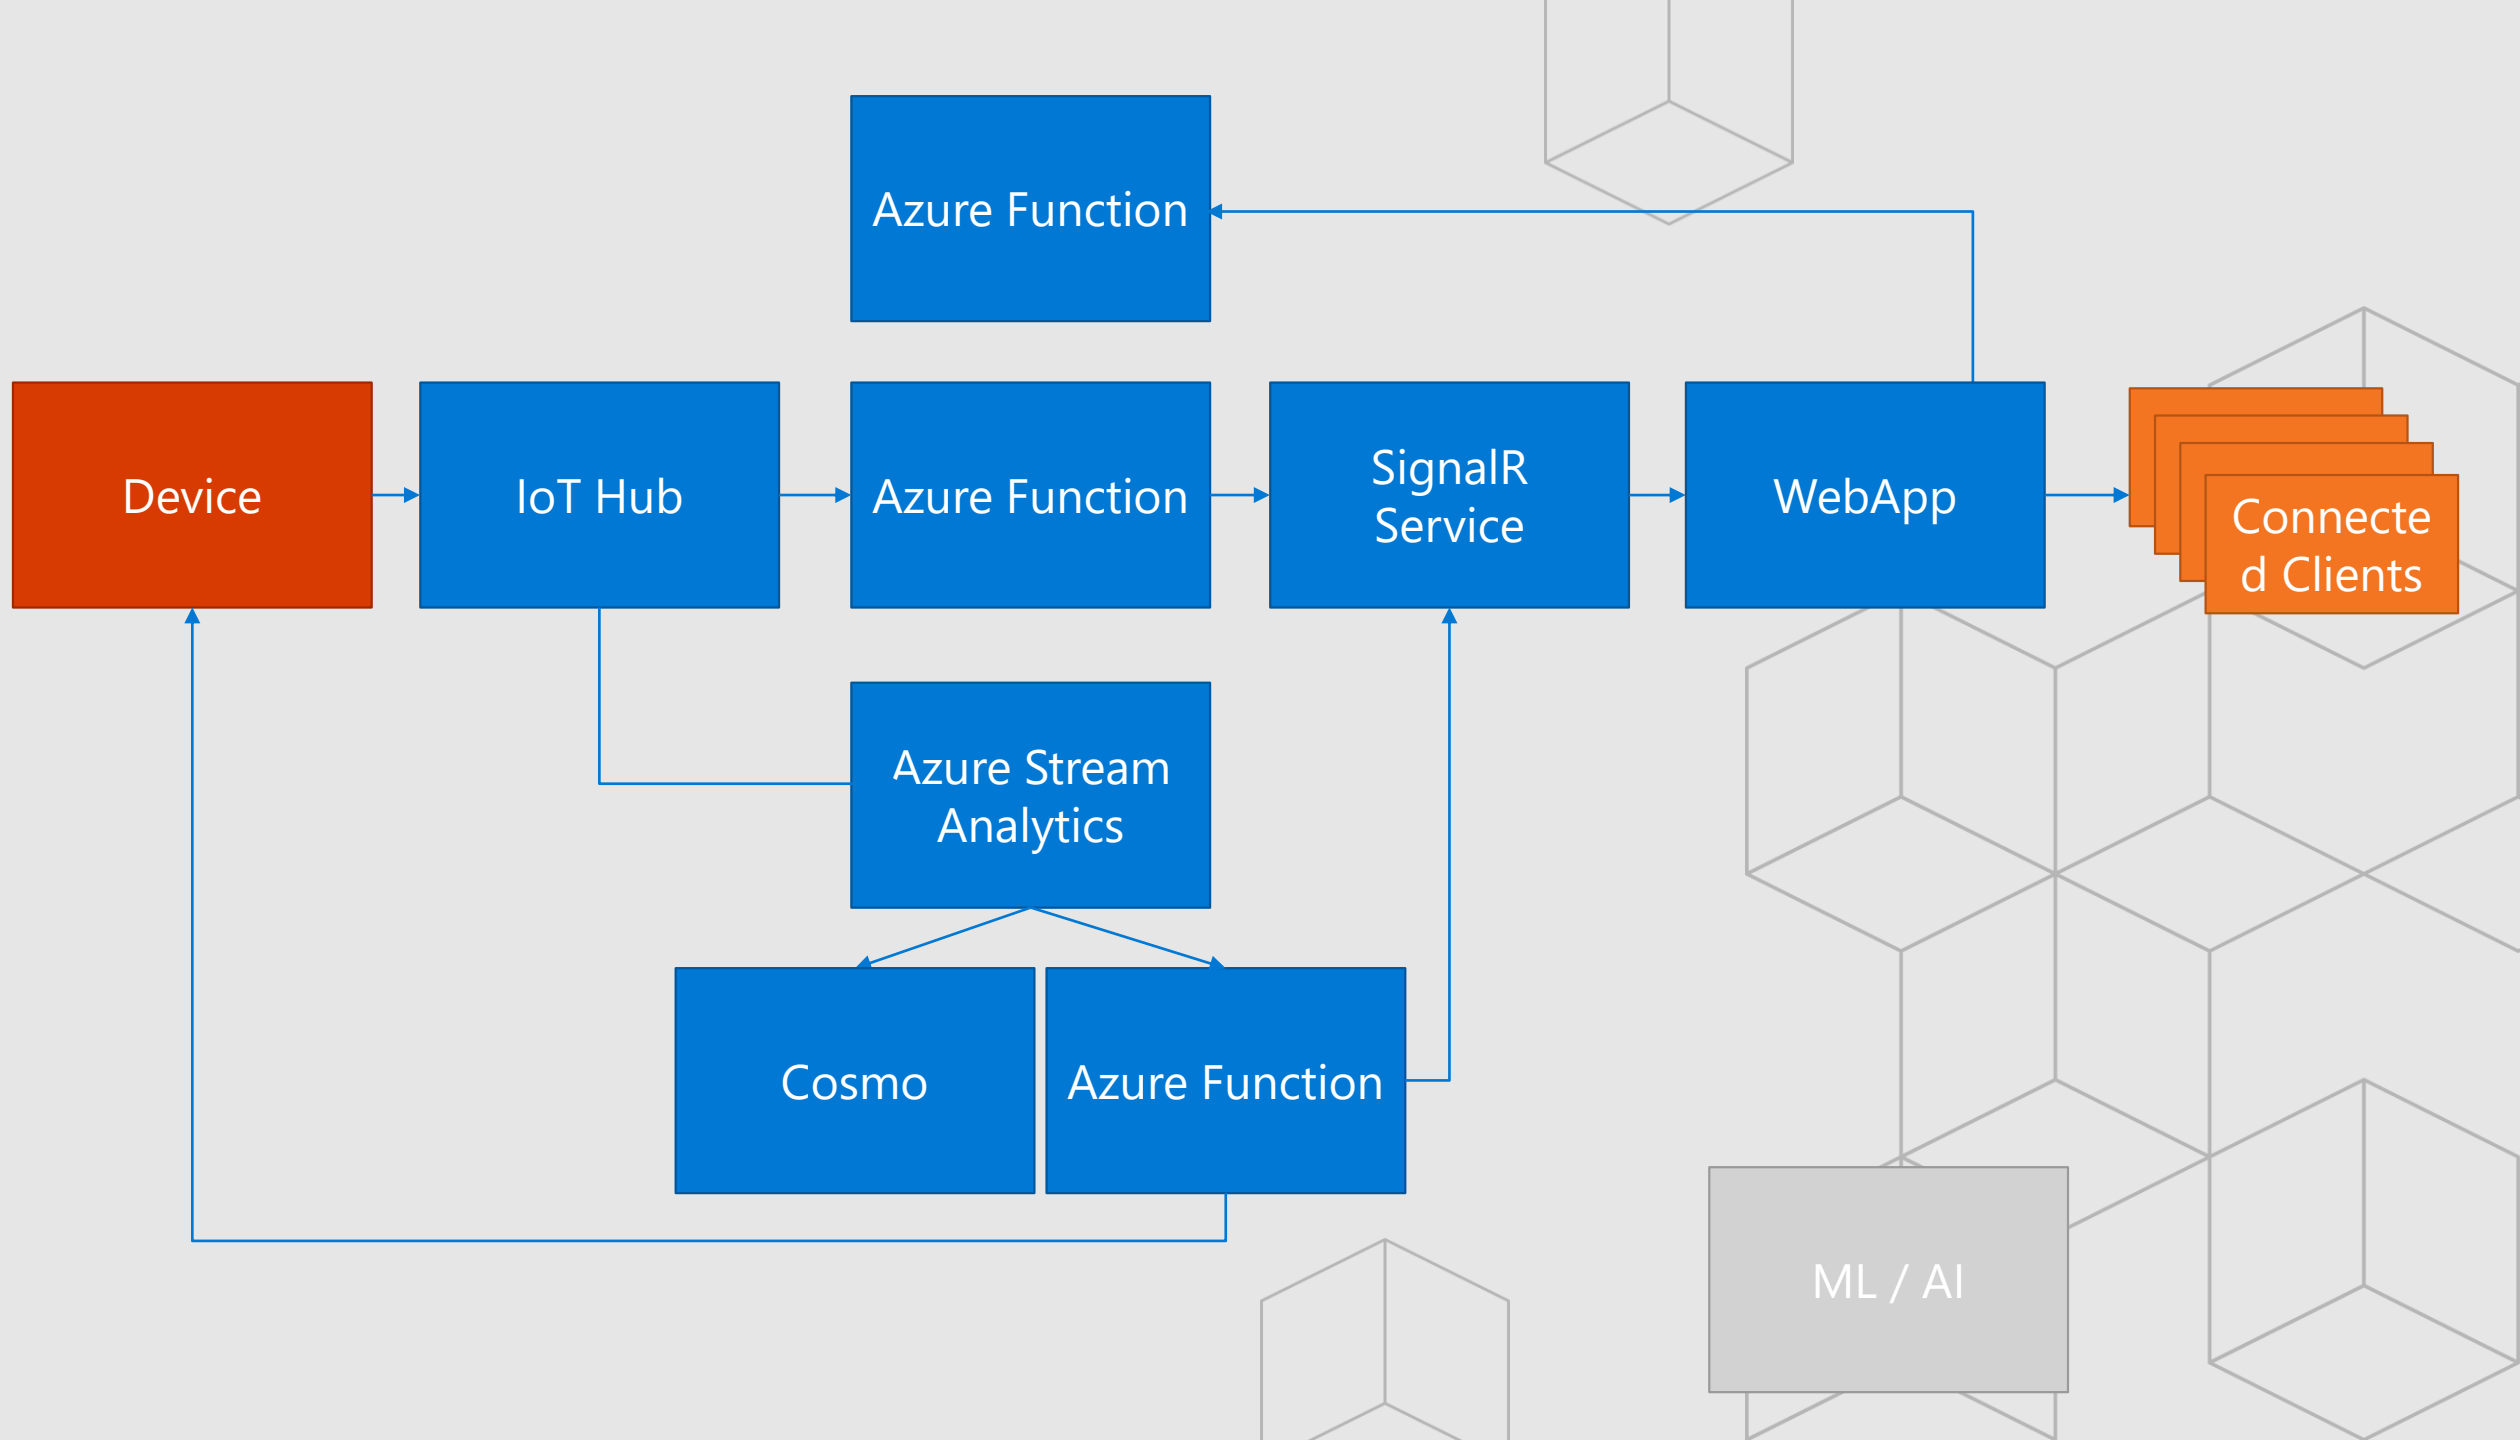 Azure Function
Device
IoT Hub
Azure Function
SignalR
Service
WebApp
Connecte
d Clients
Azure Stream
Analytics
Cosmo
Azure Function
ML / AI